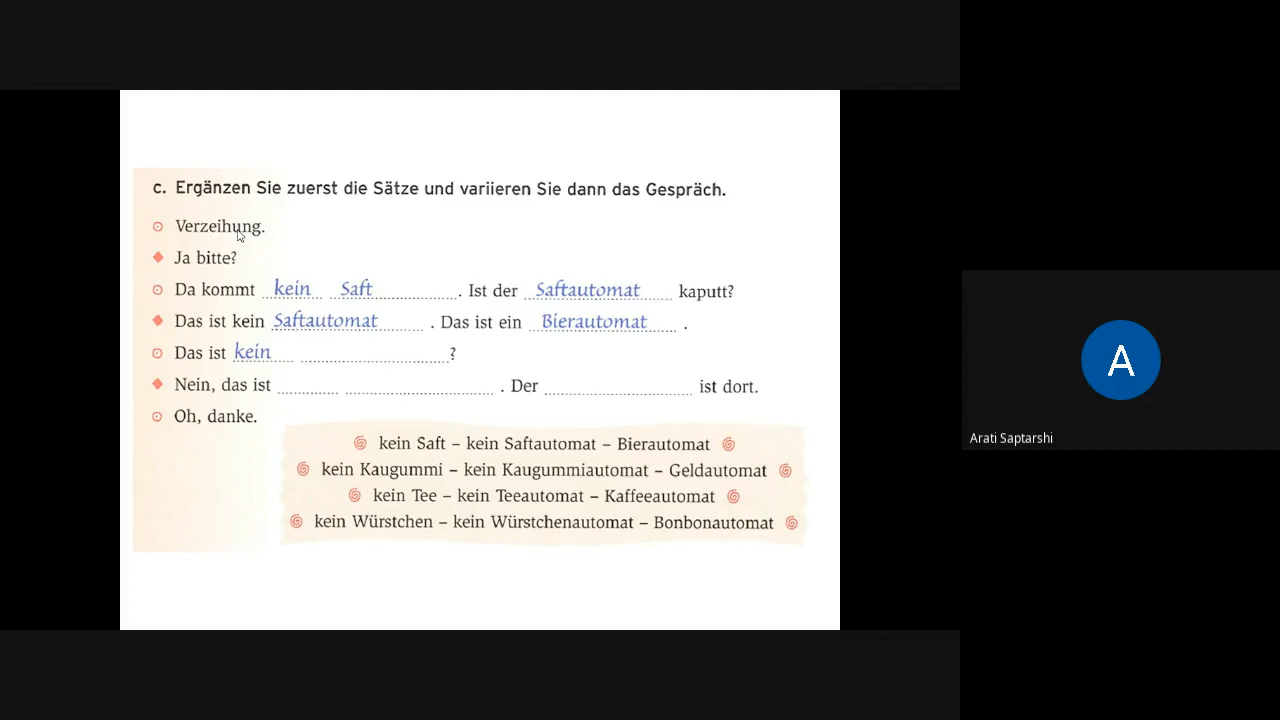 c. Ergänzen Sie zuerst die Sätze und variieren Sie dann das Gespräch.
Verzeihung.
Ja bitte?
Da kommt kein Saft. Ist der Saftautomat kaputt?
Das ist kein Saftautomat. Das ist ein Bierautomat.
Das ist kein ?
Nein, das ist . Der ist dort.
Oh, danke.
kein Saft – kein Saftautomat – Bierautomat
kein Kaugummi – kein Kaugummiautomat – Geldautomat
kein Tee – kein Teeautomat – Kaffeeautomat
kein Würstchen – kein Würstchenautomat – Bonbonautomat
A
Arati Saptarshi